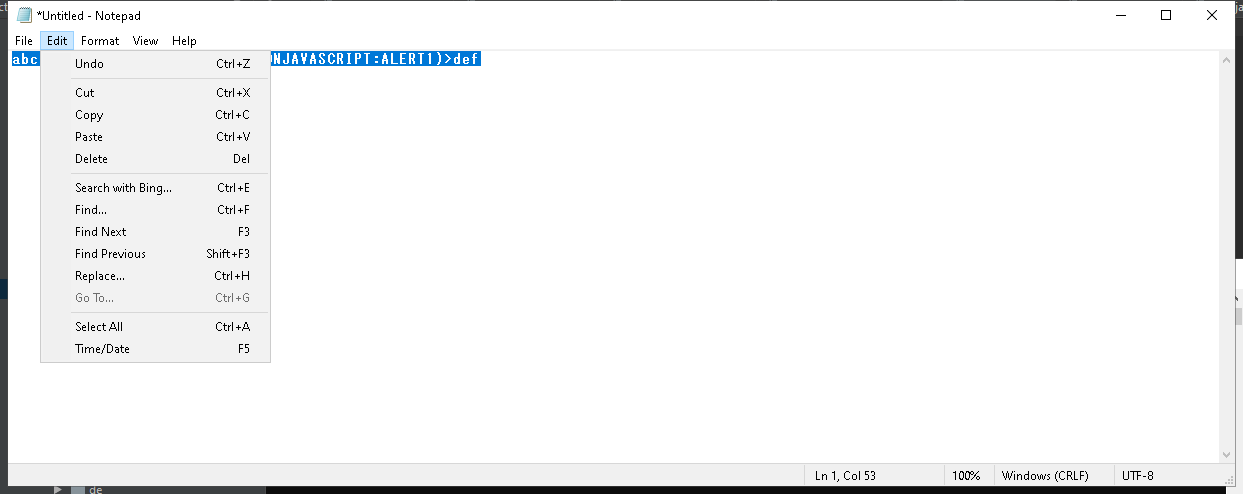 *Untitled - Notepad
File Edit Format View Help
abc NJAVASCRIPT:ALERT1)>def
Undo Ctrl+Z
Cut Ctrl+X
Copy Ctrl+C
Paste Ctrl+V
Delete Del
Search with Bing... Ctrl+E
Find... Ctrl+F
Find Next F3
Find Previous Shift+F3
Replace... Ctrl+H
Go To... Ctrl+G
Select All Ctrl+A
Time/Date F5
Ln 1, Col 53 100% Windows (CRLF) UTF-8
de